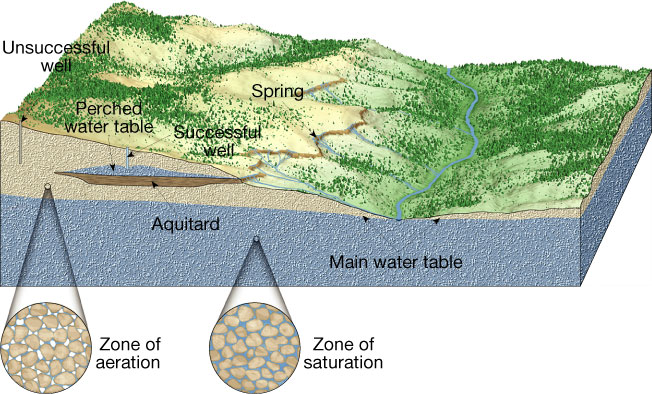 Unsuccessful
well
Spring
Perched
water table
Successful
well
Aquitard
Main water table
Zone of
aeration
Zone of
saturation